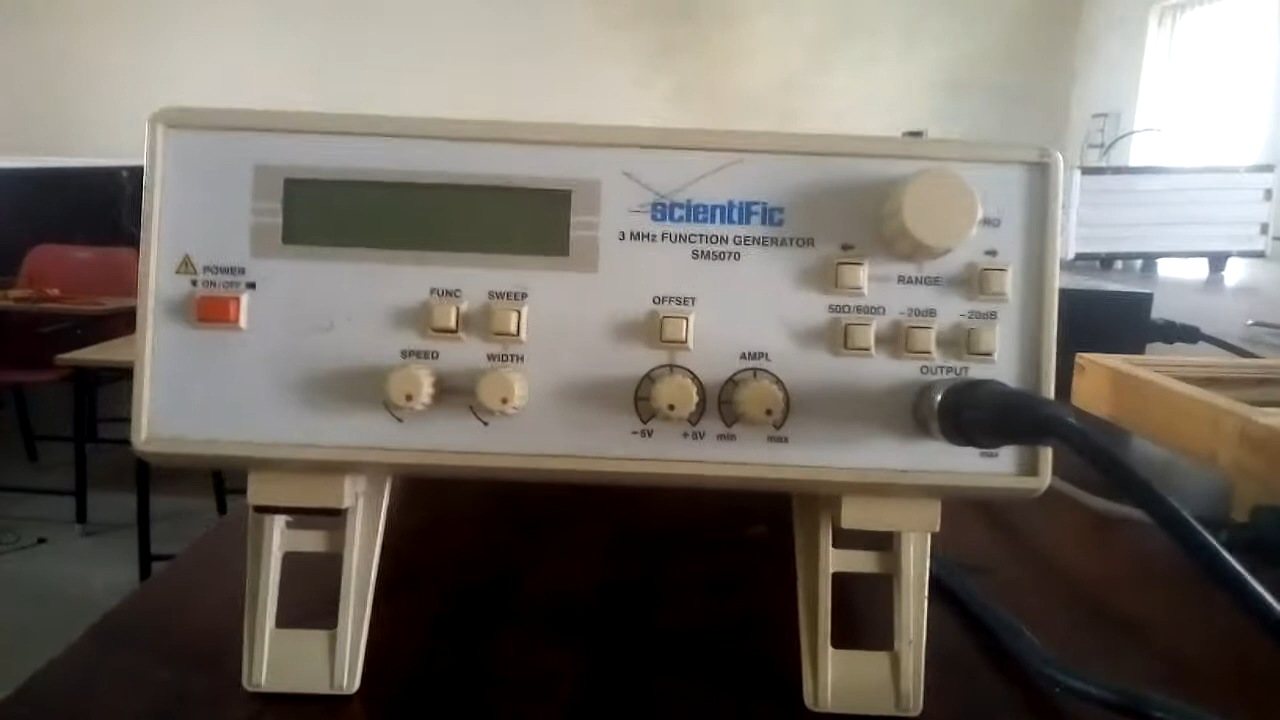 scientiFic
3 MHz FUNCTION GENERATOR
SM5070
POWER
ON/OFF
FUNC
SWEEP
OFFSET
RANGE
50Ω/600Ω
-20dB
-20dB
SPEED
WIDTH
AMPL
OUTPUT
-5V
+5V
min
max
max